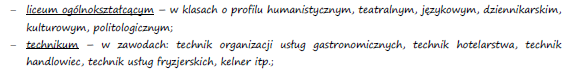 – liceum ogólnokształcącym – w klasach o profilu humanistycznym, teatralnym, językowym, dziennikarskim,
kulturowym, politologicznym;
– technikum – w zawodach: technik organizacji usług gastronomicznych, technik hotelarstwa, technik
handlowiec, technik usług fryzjerskich, kelner itp.;